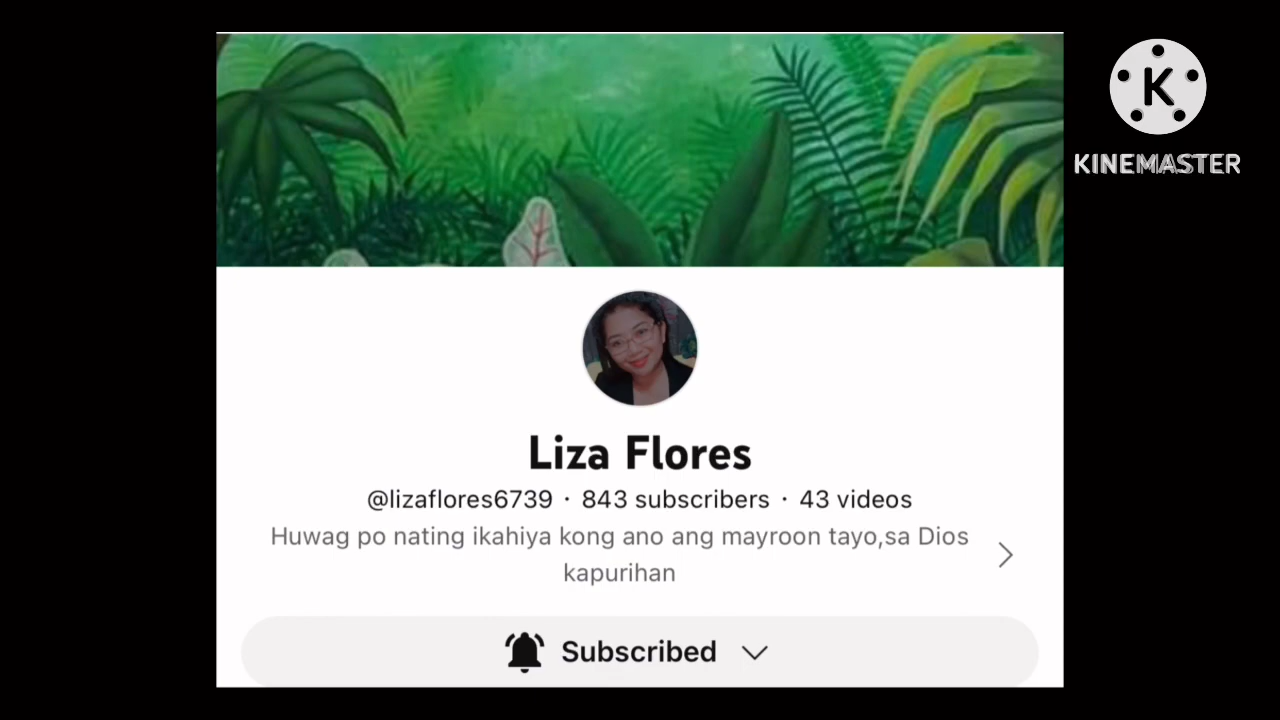 K
KINEMASTER
Liza Flores
@lizaflores6739 · 843 subscribers · 43 videos
Huwag po nating ikahiya kong ano ang mayroon tayo,sa Dios
kapurihan
Subscribed